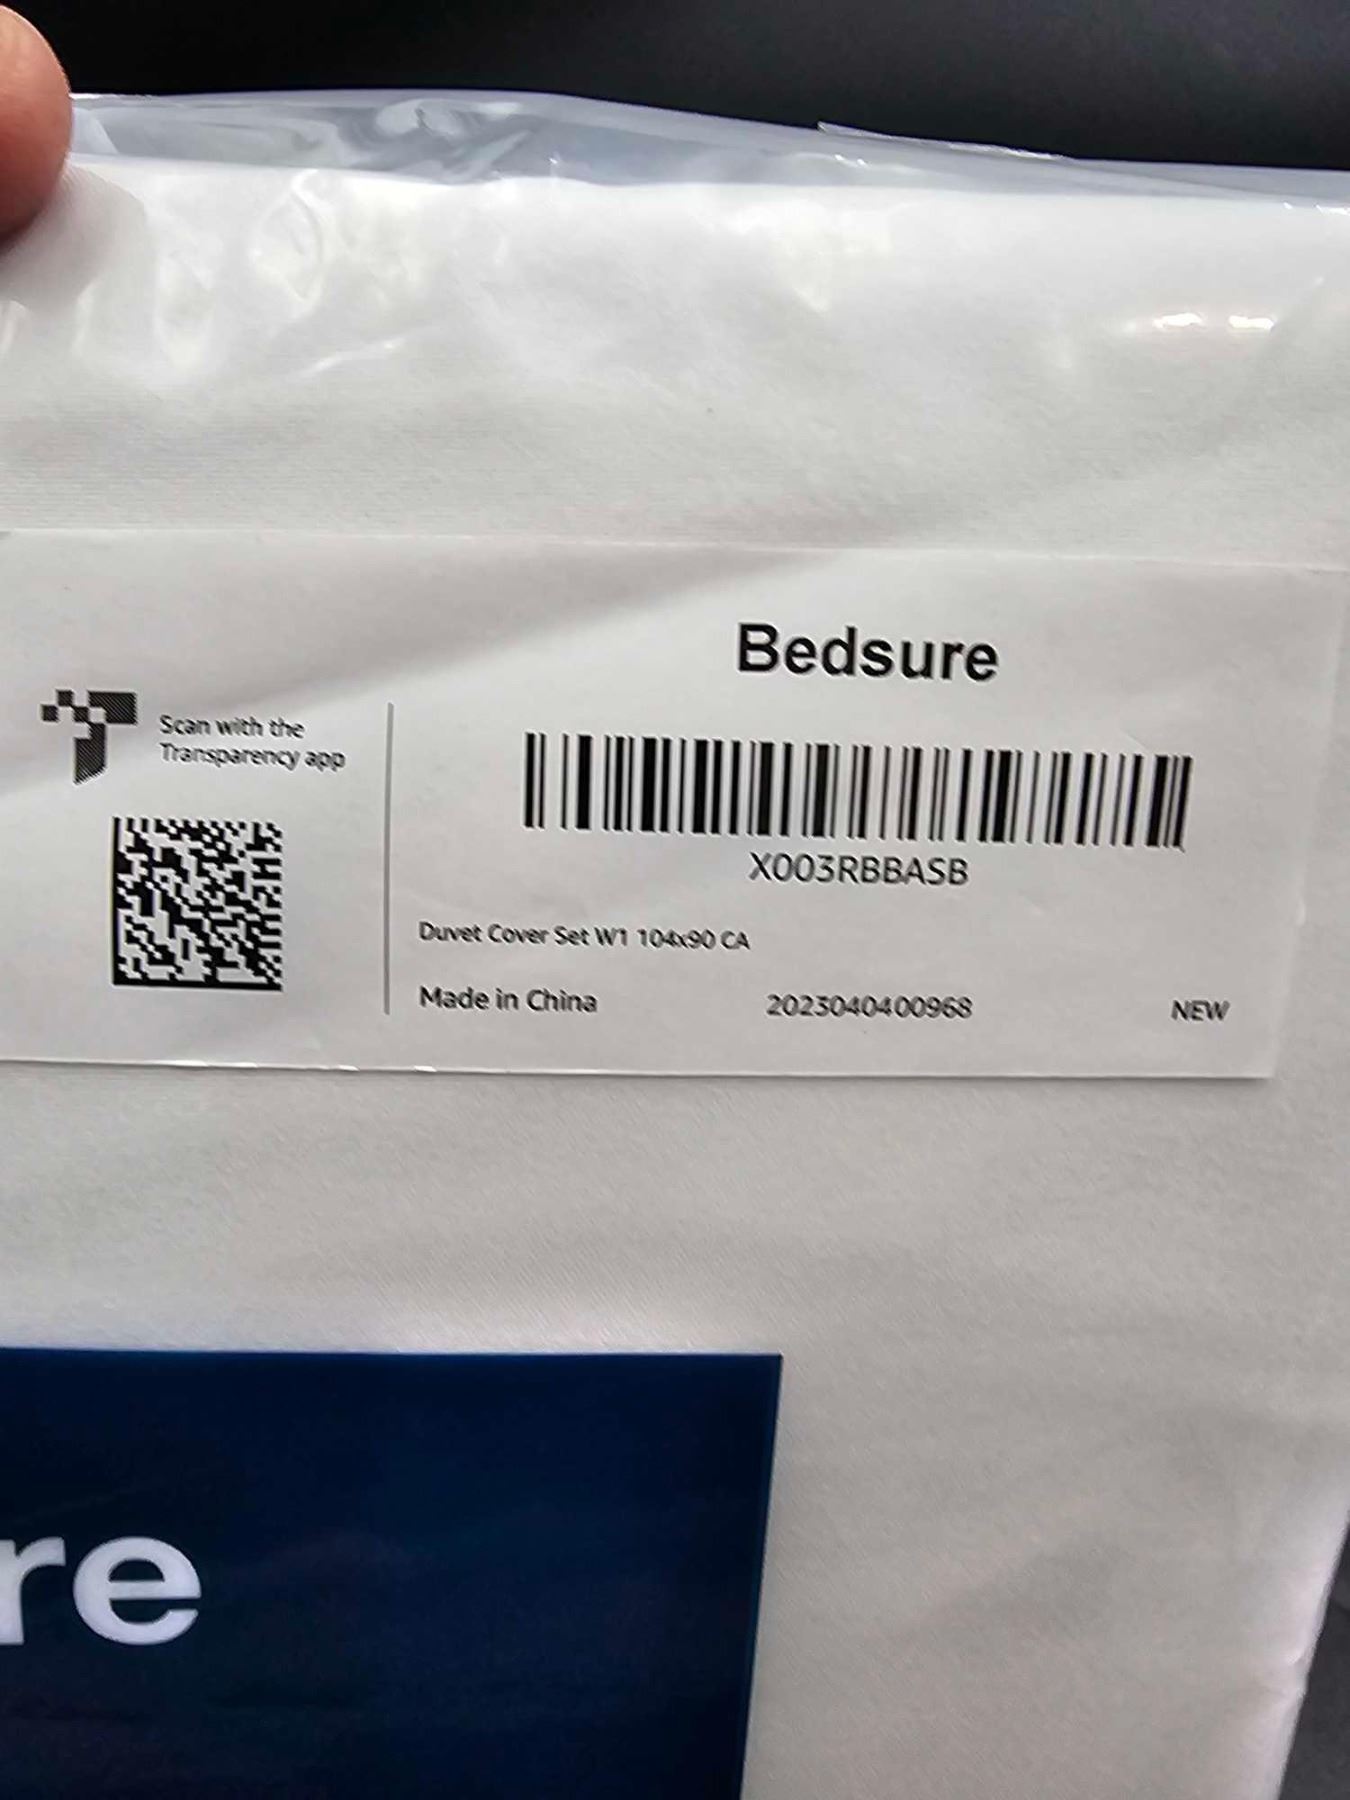 Bedsure
Scan with the
Transparency app
X003RBBASB
Duvet Cover Set W1 104x90 CA
Made in China
2023040400968
NEW
re